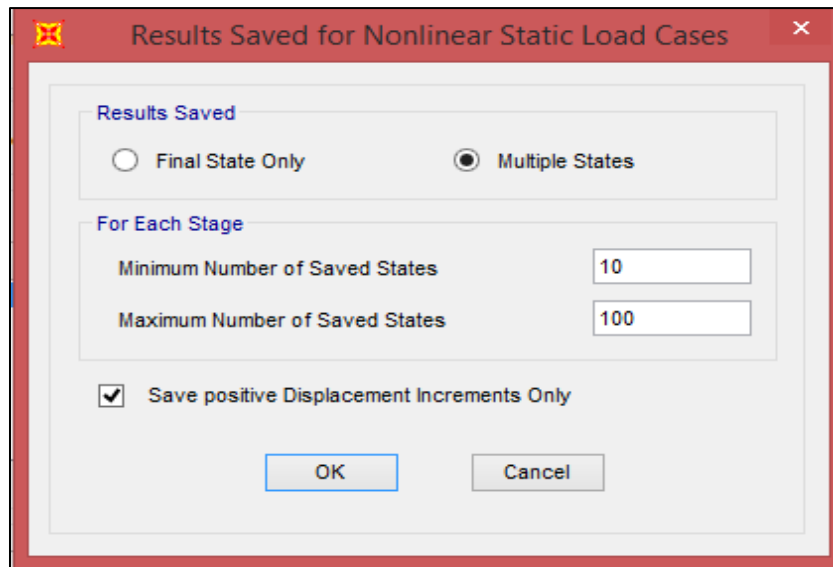 Results Saved for Nonlinear Static Load Cases
Results Saved
Final State Only Multiple States
For Each Stage
Minimum Number of Saved States 10
Maximum Number of Saved States 100
Save positive Displacement Increments Only
OK Cancel